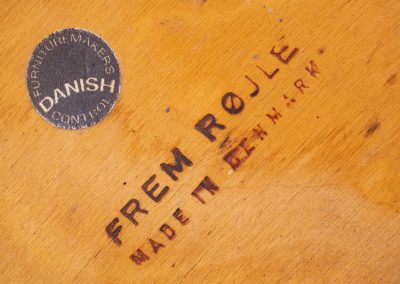 FURNITUREMAKERS
DANISH
CONTROL
FREM RØJLE
MADE IN DENMARK